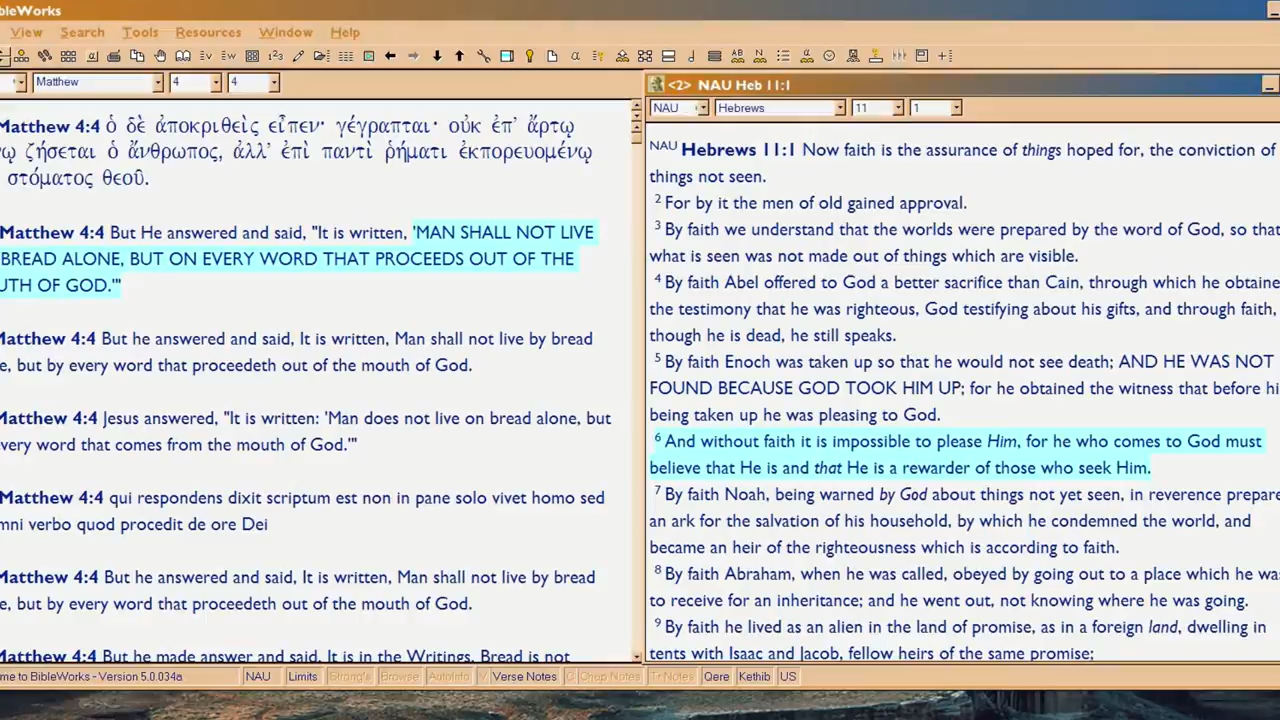 bleWorks
View Search Tools Resources Window Help
Matthew 4 4
Matthew 4:4 ὁ δὲ ἀποκριθεὶς εἶπεν· γέγραπται· οὐκ ἐπ' ἄρτῳ
ῳ ζήσεται ὁ ἄνθρωπος, ἀλλ' ἐπὶ παντὶ ῥήματι ἐκπορευομένῳ
στόματος θεοῦ.
Matthew 4:4 But He answered and said, "It is written, 'MAN SHALL NOT LIVE
BREAD ALONE, BUT ON EVERY WORD THAT PROCEEDS OUT OF THE
UTH OF GOD.'"
Matthew 4:4 But he answered and said, It is written, Man shall not live by bread
e, but by every word that proceedeth out of the mouth of God.
Matthew 4:4 Jesus answered, "It is written: 'Man does not live on bread alone, but
every word that comes from the mouth of God.'"
Matthew 4:4 qui respondens dixit scriptum est non in pane solo vivet homo sed
mni verbo quod procedit de ore Dei
Matthew 4:4 But he answered and said, It is written, Man shall not live by bread
e, but by every word that proceedeth out of the mouth of God.
Matthew 4:4 But he made answer and said, It is in the Writings, Bread is not
<2> NAU Heb 11:1
NAU Hebrews 11 1
NAU Hebrews 11:1 Now faith is the assurance of things hoped for, the conviction of
things not seen.
2 For by it the men of old gained approval.
3 By faith we understand that the worlds were prepared by the word of God, so that
what is seen was not made out of things which are visible.
4 By faith Abel offered to God a better sacrifice than Cain, through which he obtaine
the testimony that he was righteous, God testifying about his gifts, and through faith,
though he is dead, he still speaks.
5 By faith Enoch was taken up so that he would not see death; AND HE WAS NOT
FOUND BECAUSE GOD TOOK HIM UP; for he obtained the witness that before hi
being taken up he was pleasing to God.
6 And without faith it is impossible to please Him, for he who comes to God must
believe that He is and that He is a rewarder of those who seek Him.
7 By faith Noah, being warned by God about things not yet seen, in reverence prepare
an ark for the salvation of his household, by which he condemned the world, and
became an heir of the righteousness which is according to faith.
8 By faith Abraham, when he was called, obeyed by going out to a place which he wa
to receive for an inheritance; and he went out, not knowing where he was going.
9 By faith he lived as an alien in the land of promise, as in a foreign land, dwelling in
tents with Isaac and Jacob, fellow heirs of the same promise;
me to BibleWorks - Version 5.0.034a NAU Limits Strong's Browse AutoInfo Verse Notes Chap Notes Tr Notes Qere Kethib US